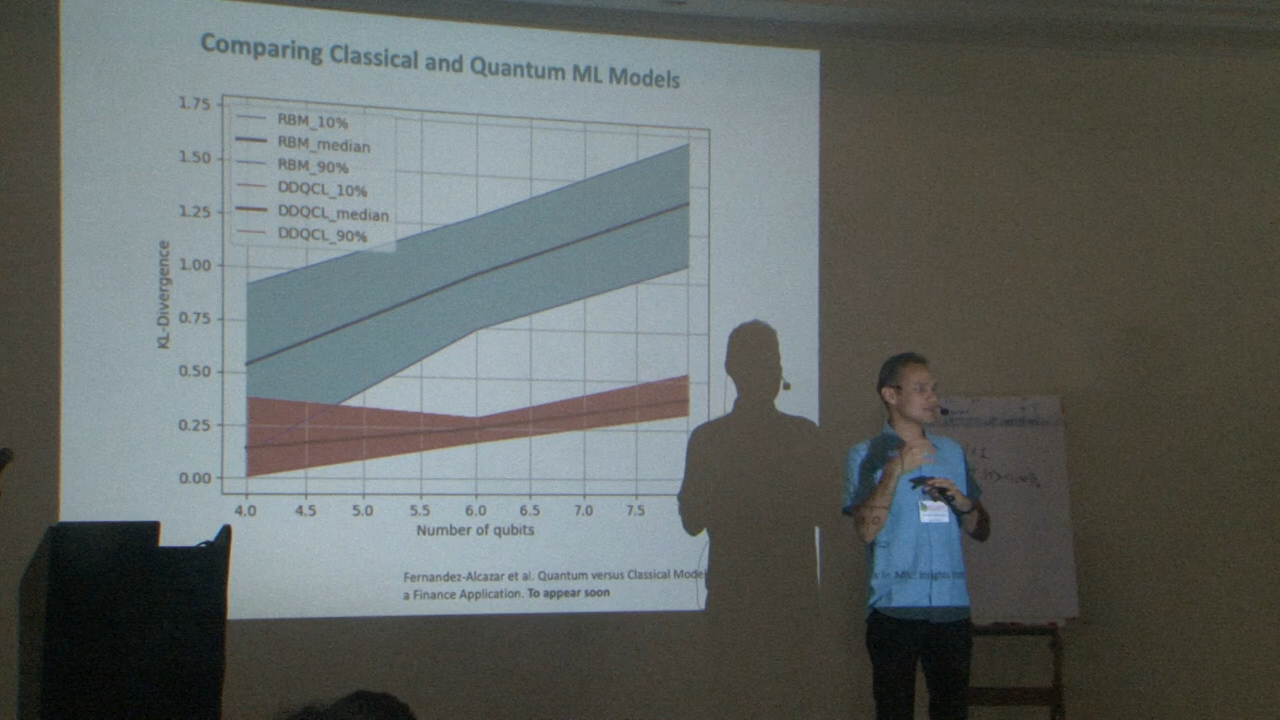 Comparing Classical and Quantum ML Models
1.75
1.50
1.25
1.00
0.75
0.50
0.25
0.00
KL-Divergence
RBM_10%
RBM_median
RBM_90%
DDQCL_10%
DDQCL_median
DDQCL_90%
4.0 4.5 5.0 5.5 6.0 6.5 7.0 7.5 8.0
Number of qubits
Fernandez-Alcazar et al. Quantum versus Classical Model
a Finance Application. To appear soon